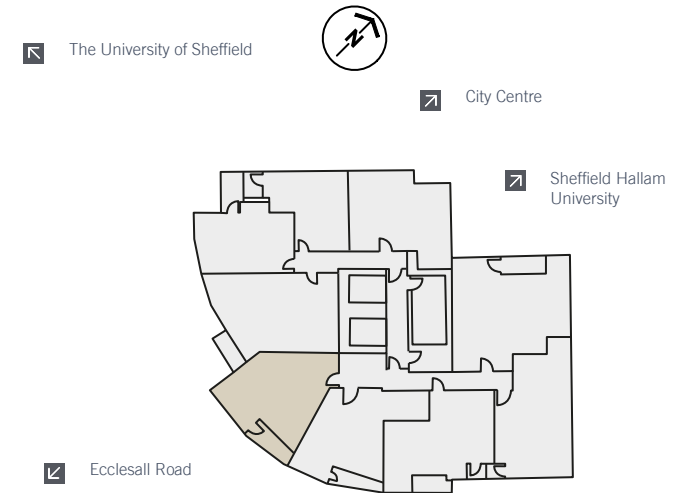 N
The University of Sheffield
City Centre
Sheffield Hallam
University
Ecclesall Road